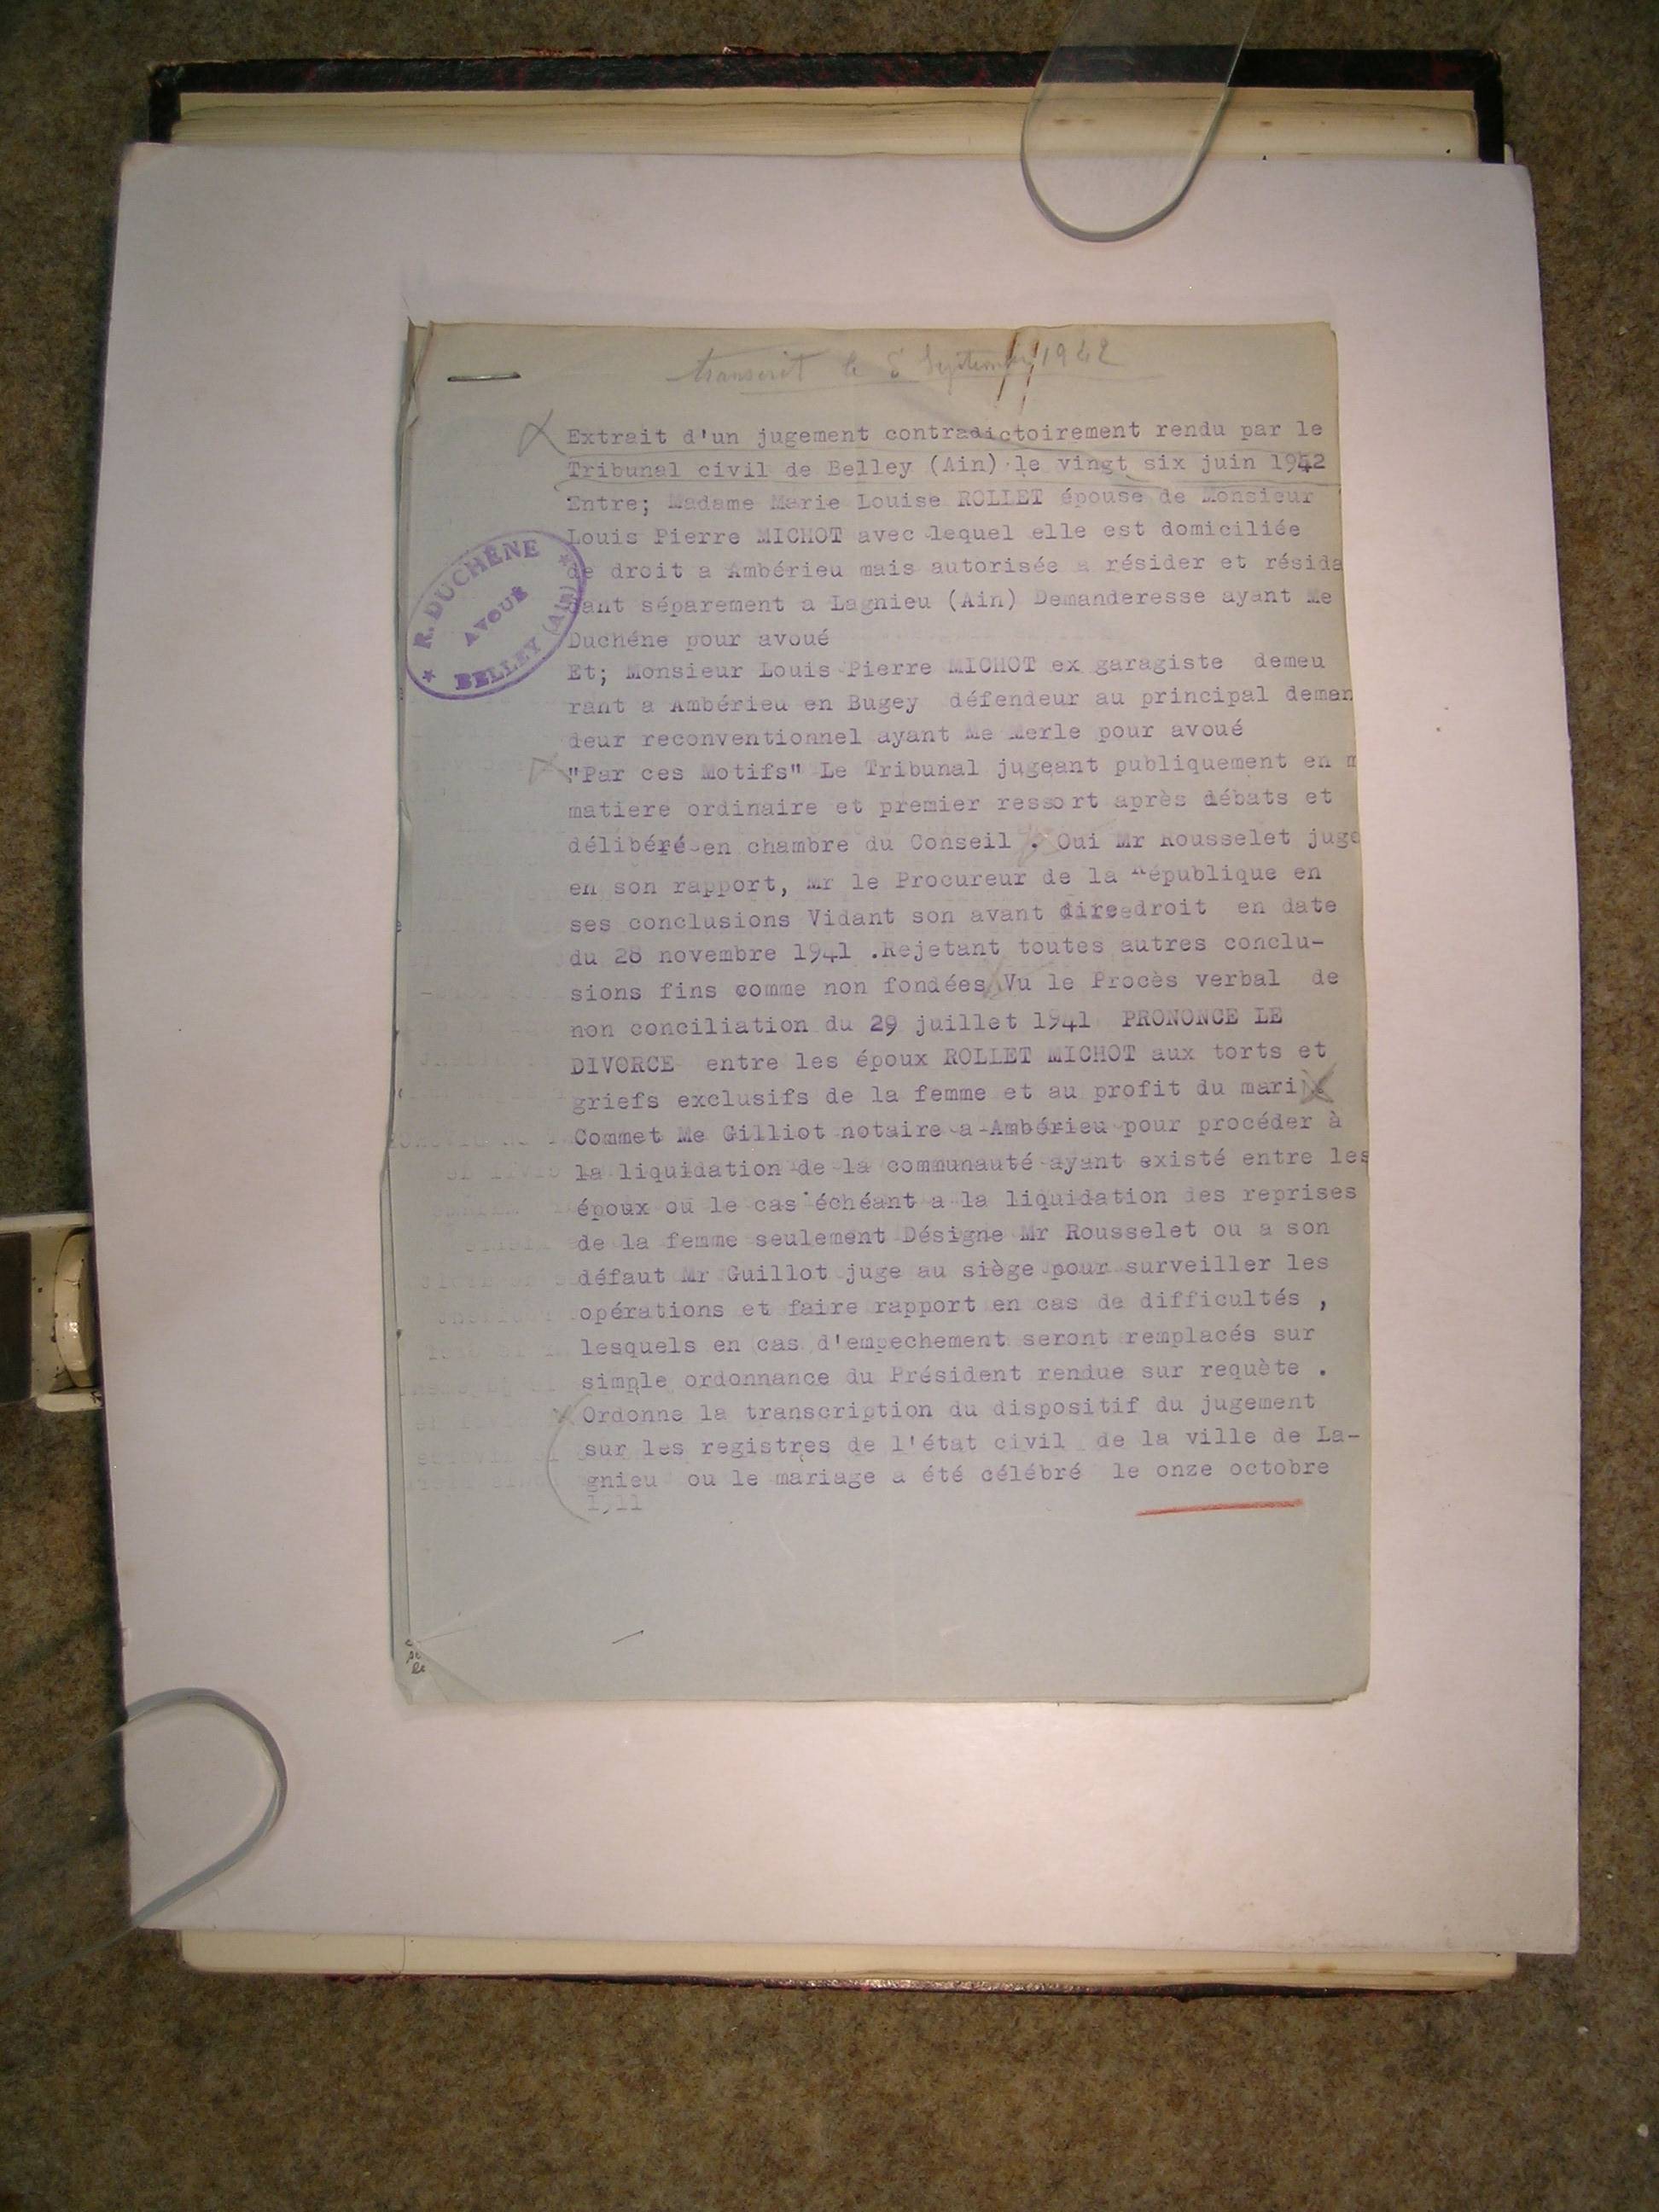 transcrit le 8 Septembre 1942
Extrait d'un jugement contradictoirement rendu par le
Tribunal civil de Belley (Ain) le vingt six juin 1942
Entre; Madame Marie Louise ROLLET épouse de Monsieur
Louis Pierre MICHOT avec lequel elle est domiciliée
de droit a Ambérieu mais autorisée a résider et résida
dant séparement a Lagnieu (Ain) Demanderesse ayant Me
Duchéne pour avoué
R. DUCHÊNE
AVOUÉ
BELLEY (Ain)
Et; Monsieur Louis Pierre MICHOT ex garagiste demeu
rant a Ambérieu en Bugey défendeur au principal deman
deur reconventionnel ayant Me Merle pour avoué
"Par ces Motifs" Le Tribunal jugeant publiquement en m
matiere ordinaire et premier ressort après débats et
délibéré en chambre du Conseil . Oui Mr Rousselet juge
en son rapport, Mr le Procureur de la République en
ses conclusions Vidant son avant dire droit en date
du 28 novembre 1941 .Rejetant toutes autres conclu-
sions fins comme non fondées Vu le Procès verbal de
non conciliation du 29 juillet 1941 PRONONCE LE
DIVORCE entre les époux ROLLET MICHOT aux torts et
griefs exclusifs de la femme et au profit du mari
Commet Me Gilliot notaire a Ambérieu pour procéder à
la liquidation de la communauté ayant existé entre les
époux ou le cas échéant a la liquidation des reprises
de la femme seulement Désigne Mr Rousselet ou a son
défaut Mr Guillot juge au siège pour surveiller les
opérations et faire rapport en cas de difficultés ,
lesquels en cas d'empechement seront remplacés sur
simple ordonnance du Président rendue sur requète .
Ordonne la transcription du dispositif du jugement
sur les registres de l'état civil de la ville de La-
gnieu ou le mariage a été célébré le onze octobre
1911